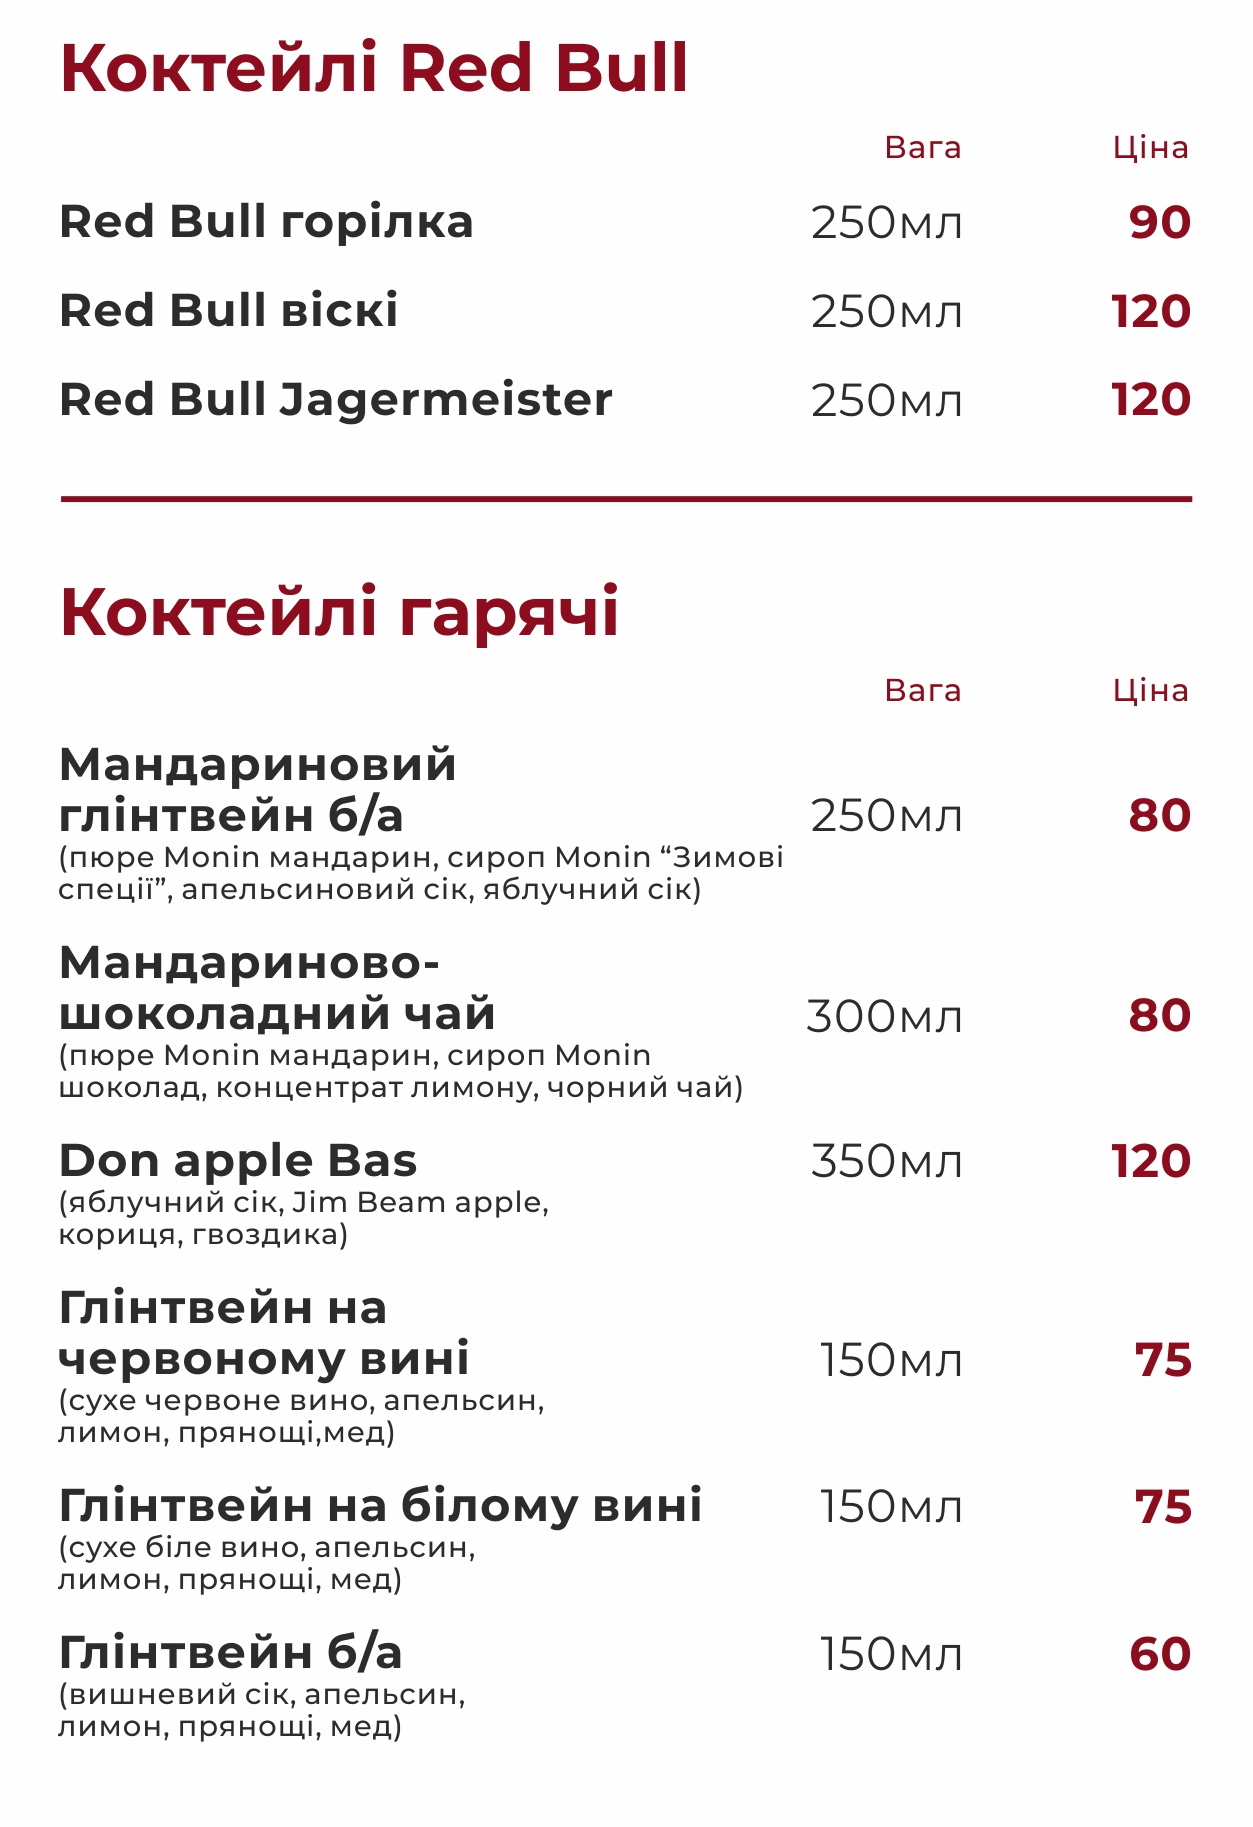 Коктейлі Red Bull
Вага Ціна
Red Bull горілка 250мл 90
Red Bull віскі 250мл 120
Red Bull Jagermeister 250мл 120
Коктейлі гарячі
Вага Ціна
Мандариновий
глінтвейн б/а 250мл 80
(пюре Monin мандарин, сироп Monin “Зимові
спеції”, апельсиновий сік, яблучний сік)
Мандариново-
шоколадний чай 300мл 80
(пюре Monin мандарин, сироп Monin
шоколад, концентрат лимону, чорний чай)
Don apple Bas 350мл 120
(яблучний сік, Jim Beam apple,
кориця, гвоздика)
Глінтвейн на
червоному вині 150мл 75
(сухе червоне вино, апельсин,
лимон, прянощі,мед)
Глінтвейн на білому вині 150мл 75
(сухе біле вино, апельсин,
лимон, прянощі, мед)
Глінтвейн б/а 150мл 60
(вишневий сік, апельсин,
лимон, прянощі, мед)